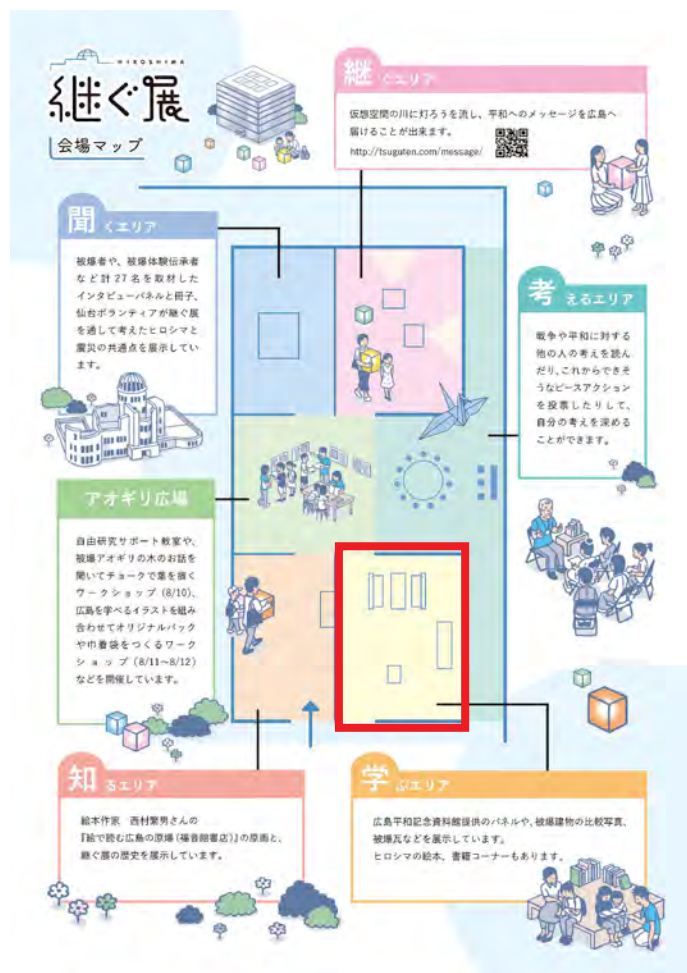 HIROSHIMA
継ぐ展
会場マップ
継ぐエリア
仮想空間の川に灯ろうを流し、平和へのメッセージを広島へ
届けることが出来ます。
http://tsuguten.com/message/
聞くエリア
被爆者や、被爆体験伝承者
など計27名を取材した
インタビューパネルと冊子、
仙台ボランティアが継ぐ展
を通して考えたヒロシマと
震災の共通点を展示してい
ます。
考えるエリア
戦争や平和に対する
他の人の考えを読ん
だり、これからできそ
うなピースアクション
を投票したりして、
自分の考えを深める
ことができます。
アオギリ広場
自由研究サポート教室や、
被爆アオギリの木のお話を
聞いてチョークで葉を描く
ワークショップ(8/10)、
広島を学べるイラストを組み
合わせてオリジナルバック
や巾着袋をつくるワーク
ショップ(8/11〜8/12)
などを開催しています。
知るエリア
絵本作家 西村繁男さんの
『絵で読む広島の原爆(福音館書店)』の原画と、
継ぐ展の歴史を展示しています。
学ぶエリア
広島平和記念資料館提供のパネルや、被爆建物の比較写真、
被爆瓦などを展示しています。
ヒロシマの絵本、書籍コーナーもあります。